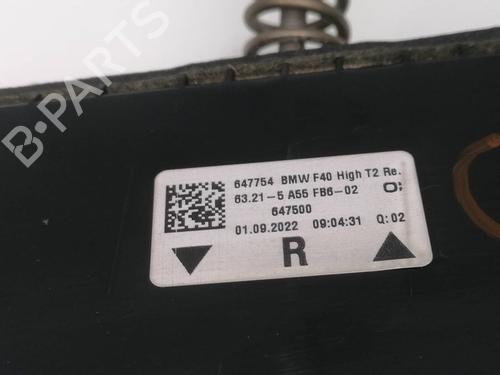 B-PARTS
647754 BMW F40 High T2 Re.
63.21-5 A55 FB6-02
647500
01.09.2022 09:04:31 Q:02
R